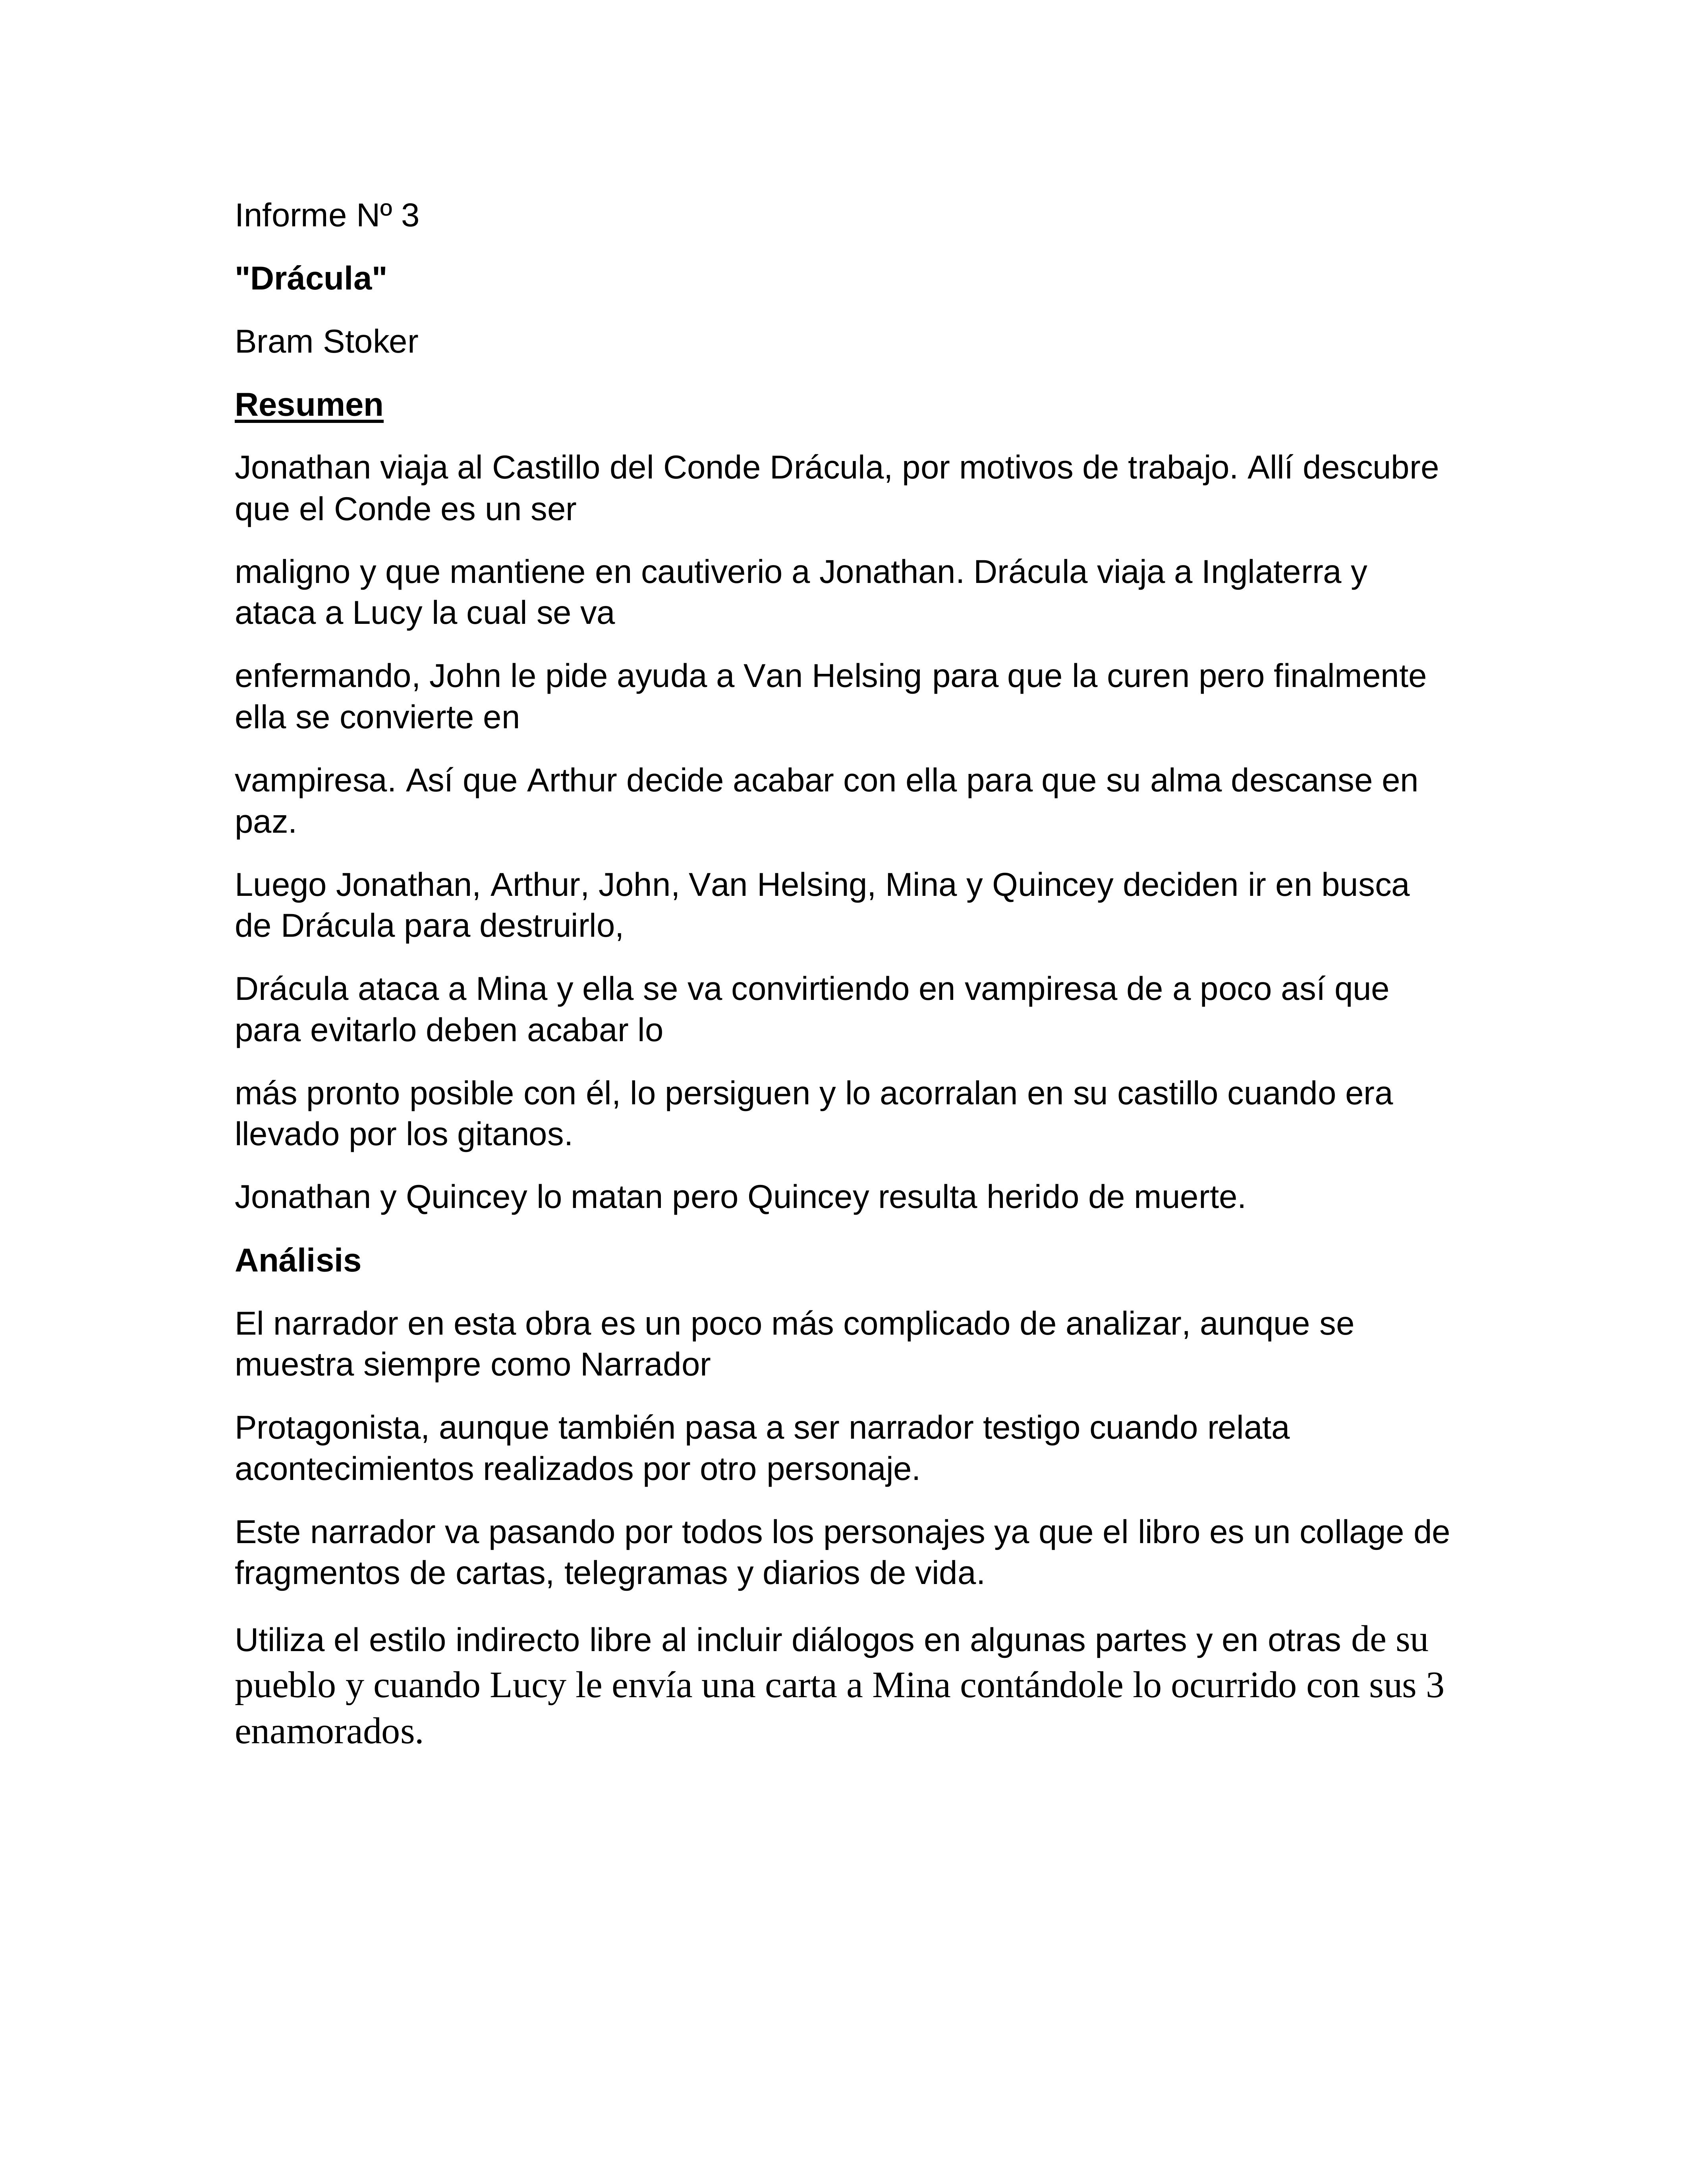 Informe Nº 3
"Drácula"
Bram Stoker
Resumen
Jonathan viaja al Castillo del Conde Drácula, por motivos de trabajo. Allí descubre
que el Conde es un ser
maligno y que mantiene en cautiverio a Jonathan. Drácula viaja a Inglaterra y
ataca a Lucy la cual se va
enfermando, John le pide ayuda a Van Helsing para que la curen pero finalmente
ella se convierte en
vampiresa. Así que Arthur decide acabar con ella para que su alma descanse en
paz.
Luego Jonathan, Arthur, John, Van Helsing, Mina y Quincey deciden ir en busca
de Drácula para destruirlo,
Drácula ataca a Mina y ella se va convirtiendo en vampiresa de a poco así que
para evitarlo deben acabar lo
más pronto posible con él, lo persiguen y lo acorralan en su castillo cuando era
llevado por los gitanos.
Jonathan y Quincey lo matan pero Quincey resulta herido de muerte.
Análisis
El narrador en esta obra es un poco más complicado de analizar, aunque se
muestra siempre como Narrador
Protagonista, aunque también pasa a ser narrador testigo cuando relata
acontecimientos realizados por otro personaje.
Este narrador va pasando por todos los personajes ya que el libro es un collage de
fragmentos de cartas, telegramas y diarios de vida.
Utiliza el estilo indirecto libre al incluir diálogos en algunas partes y en otras de su
pueblo y cuando Lucy le envía una carta a Mina contándole lo ocurrido con sus 3
enamorados.